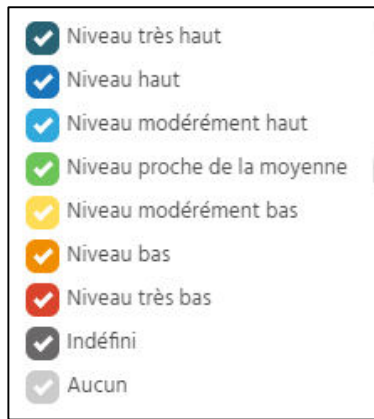 Niveau très haut
Niveau haut
Niveau modérément haut
Niveau proche de la moyenne
Niveau modérément bas
Niveau bas
Niveau très bas
Indéfini
Aucun